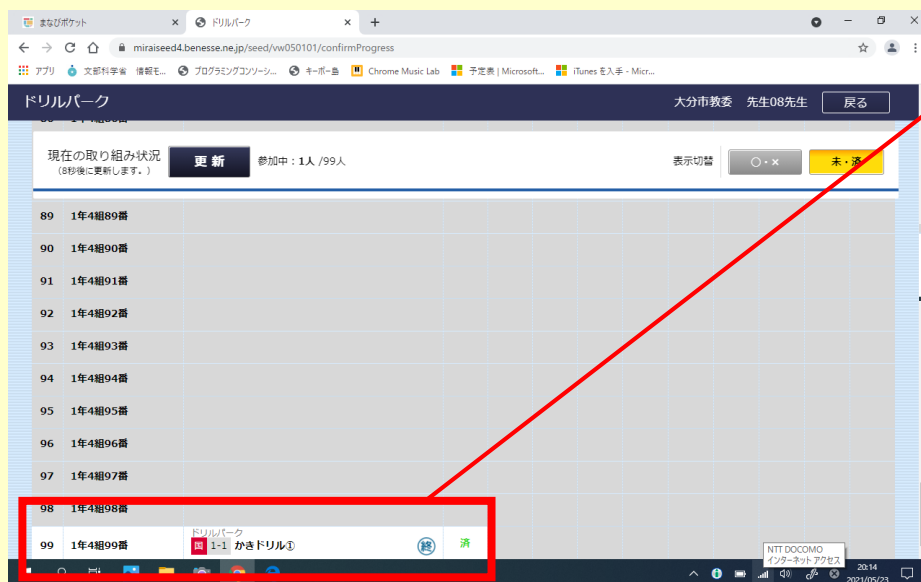 まなびポケット
ドリルパーク
miraiseed4.benesse.ne.jp/seed/vw050101/confirmProgress
アプリ 文部科学省 情報モ... プログラミングコンソーシ... キーボー島 Chrome Music Lab 予定表 | Microsoft... iTunes を入手 - Micr...
ドリルパーク 大分市教委 先生08先生 戻る
現在の取り組み状況 更新 参加中：1人 /99人 表示切替 ○・× 未・済
(8秒後に更新します。)
89 1年4組89番
90 1年4組90番
91 1年4組91番
92 1年4組92番
93 1年4組93番
94 1年4組94番
95 1年4組95番
96 1年4組96番
97 1年4組97番
98 1年4組98番
ドリルパーク
99 1年4組99番 国 1-1 かきドリル① 終 済
NTT DOCOMO
インターネット アクセス
20:14
2021/05/23